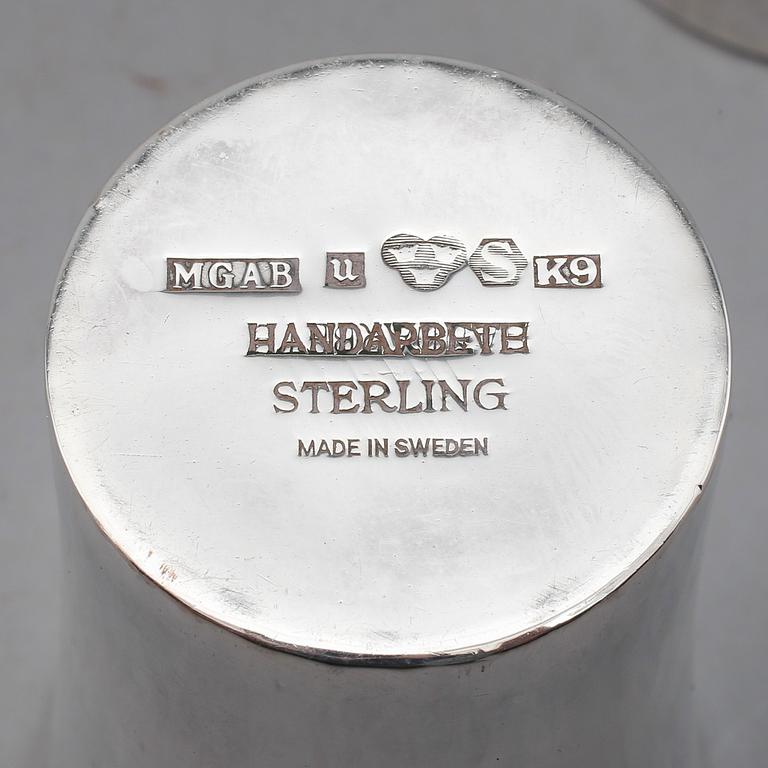 MGAB u S K9
HANDARBETE
STERLING
MADE IN SWEDEN